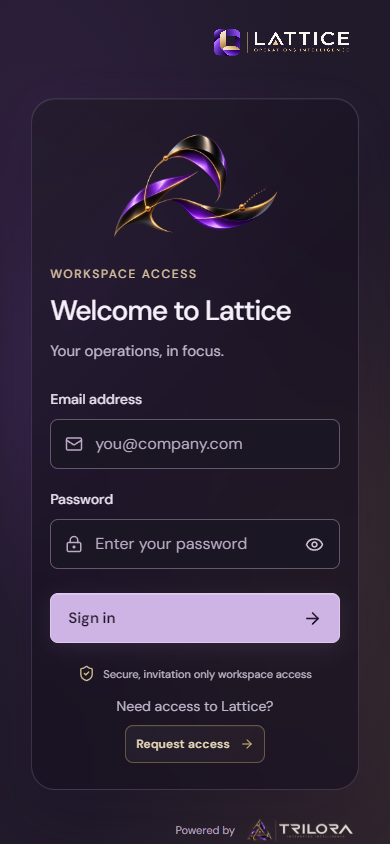 LATTICE
OPERATIONS INTELLIGENCE
WORKSPACE ACCESS
Welcome to Lattice
Your operations, in focus.
Email address
you@company.com
Password
Enter your password
Sign in
Secure, invitation only workspace access
Need access to Lattice?
Request access
Powered by
TRILORA